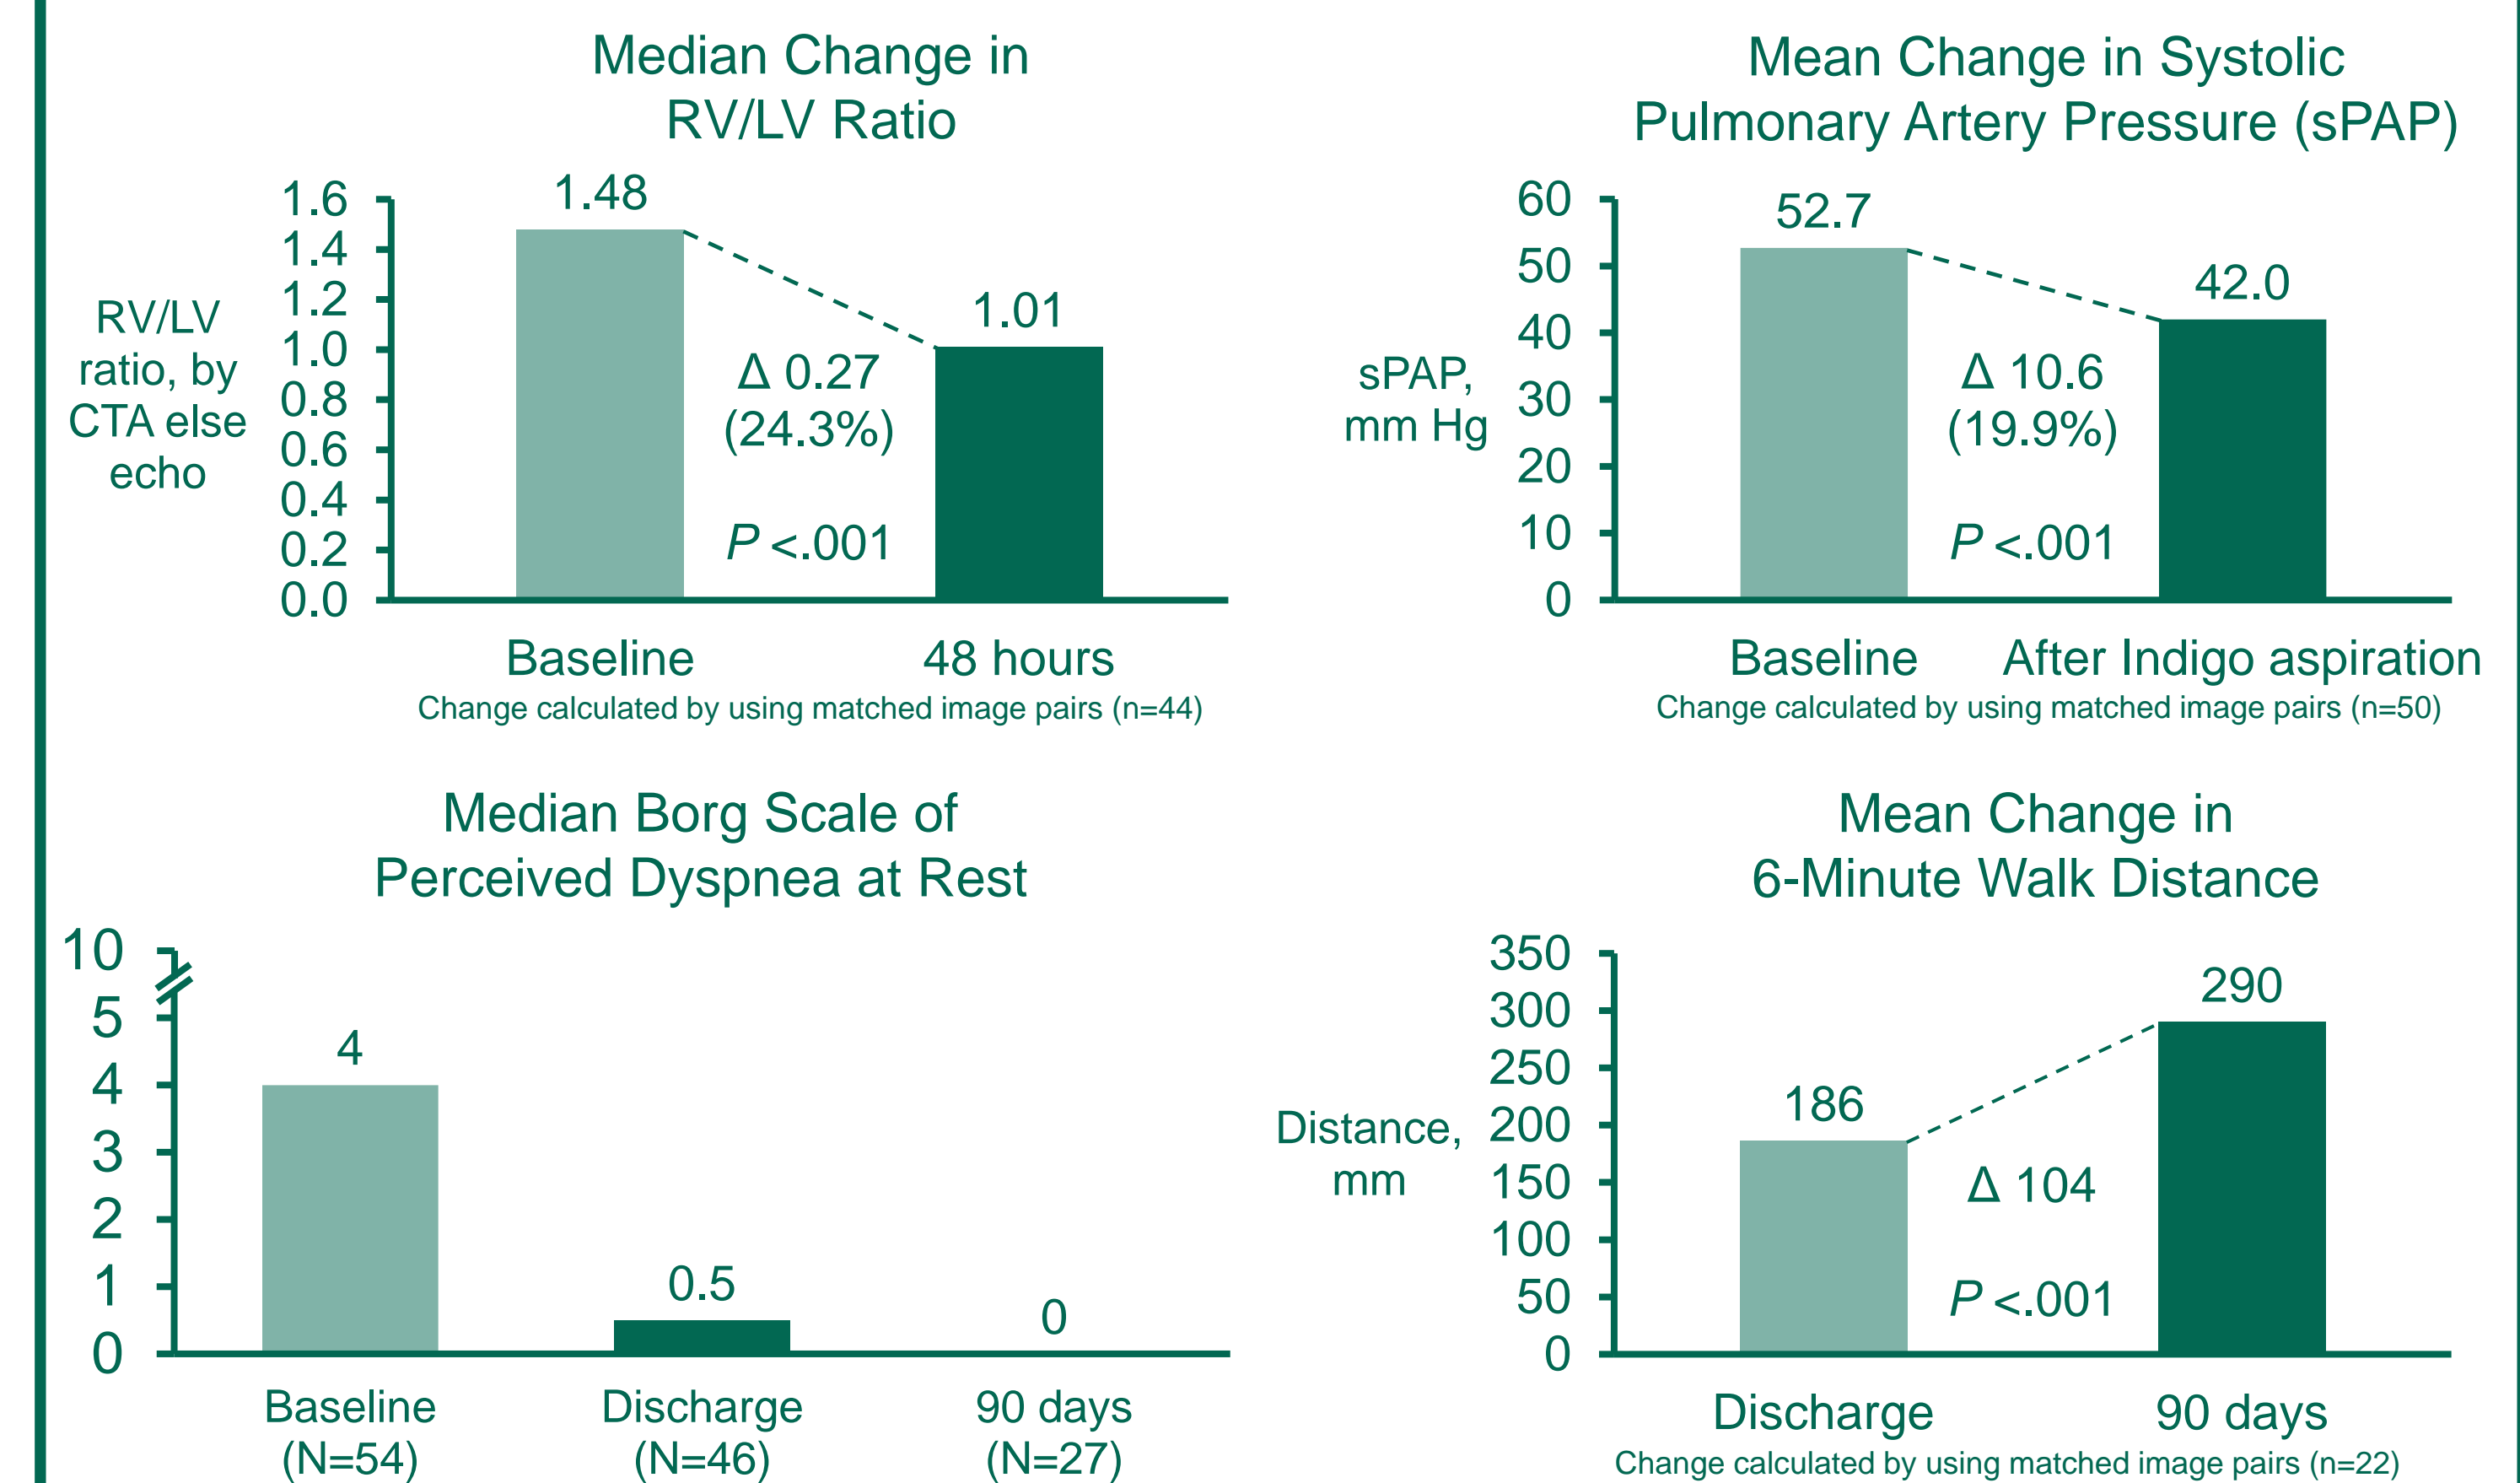 Median Change in
RV/LV Ratio
1.6
1.4
1.2
1.0
0.8
0.6
0.4
0.2
0.0
RV/LV
ratio, by
CTA else
echo
1.48
1.01
Δ 0.27
(24.3%)
P <.001
Baseline
48 hours
Change calculated by using matched image pairs (n=44)
Mean Change in Systolic
Pulmonary Artery Pressure (sPAP)
60
50
40
30
20
10
0
sPAP,
mm Hg
52.7
42.0
Δ 10.6
(19.9%)
P <.001
Baseline
After Indigo aspiration
Change calculated by using matched image pairs (n=50)
Median Borg Scale of
Perceived Dyspnea at Rest
10
5
4
3
2
1
0
4
0.5
0
Baseline
(N=54)
Discharge
(N=46)
90 days
(N=27)
Mean Change in
6-Minute Walk Distance
350
300
250
200
150
100
50
0
Distance,
mm
186
290
Δ 104
P <.001
Discharge
90 days
Change calculated by using matched image pairs (n=22)